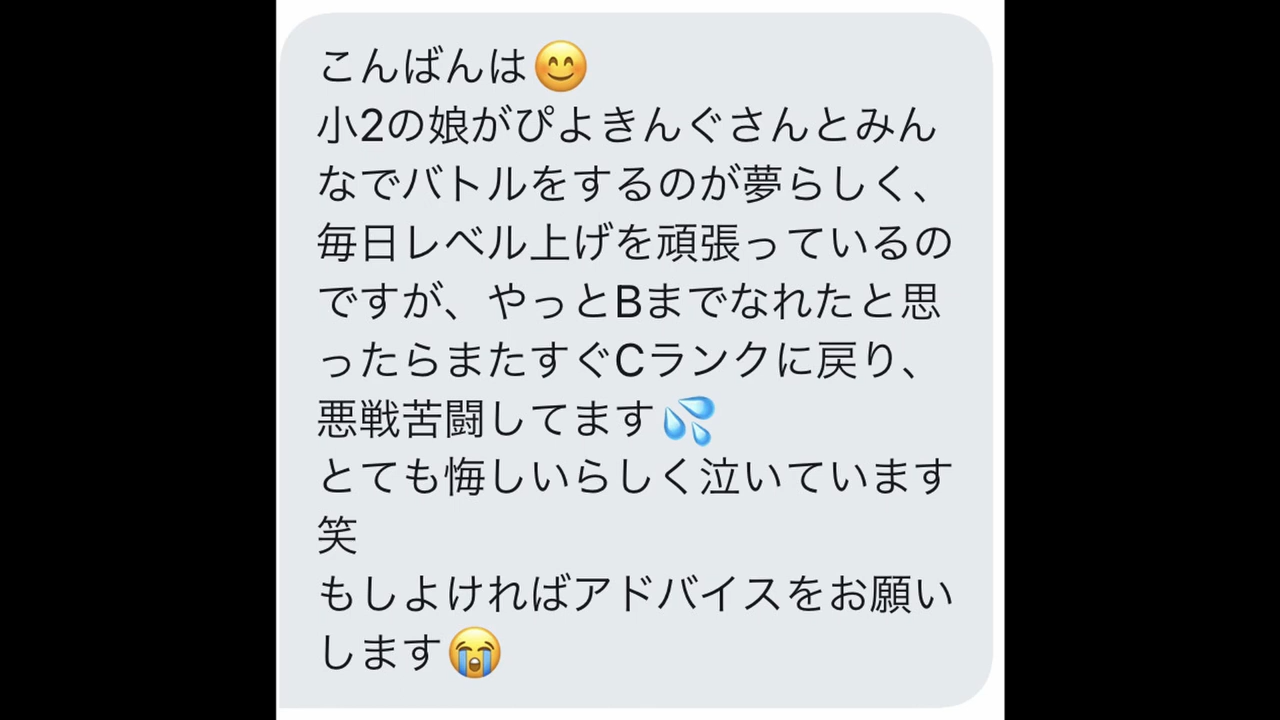 こんばんは😊
小2の娘がぴよきんぐさんとみん
なでバトルをするのが夢らしく、
毎日レベル上げを頑張っているの
ですが、やっとBまでなれたと思
ったらまたすぐCランクに戻り、
悪戦苦闘してます💦
とても悔しいらしく泣いています
笑
もしよければアドバイスをお願い
します😭